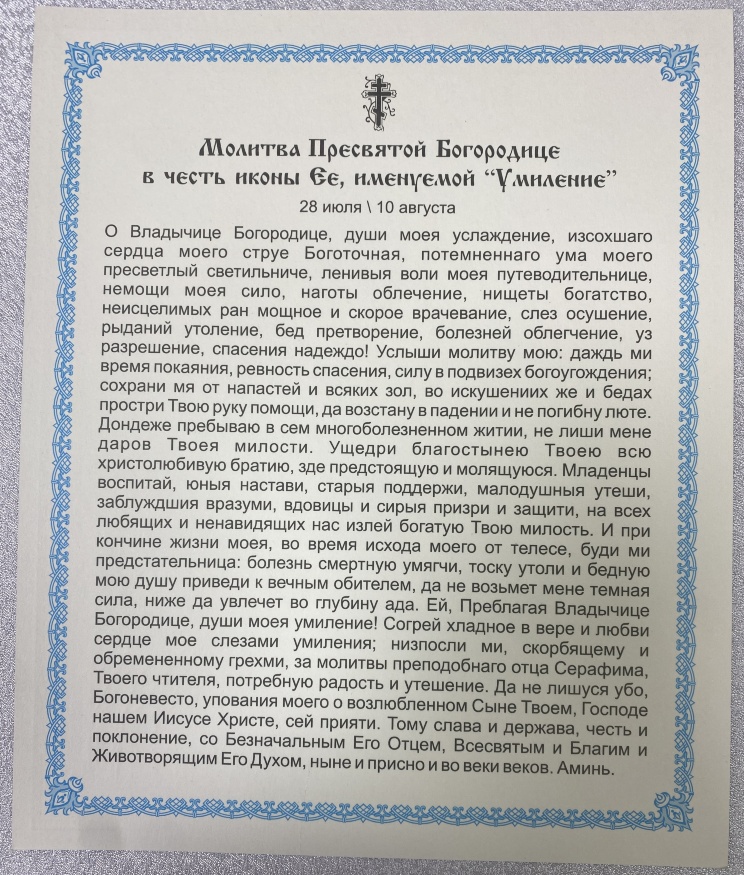 Молитва Пресвятой Богородице
в честь иконы Ее, именуемой “Умиление”
28 июля \ 10 августа
О Владычице Богородице, души моея услаждение, изсохшаго
сердца моего струе Боготочная, потемненнаго ума моего
пресветлый светильниче, ленивыя воли моея путеводительнице,
немощи моея сило, наготы облечение, нищеты богатство,
неисцелимых ран мощное и скорое врачевание, слез осушение,
рыданий утоление, бед претворение, болезней облегчение, уз
разрешение, спасения надеждо! Услыши молитву мою: даждь ми
время покаяния, ревность спасения, силу в подвизех богоугождения;
сохрани мя от напастей и всяких зол, во искушениих же и бедах
простри Твою руку помощи, да возстану в падении и не погибну люте.
Дондеже пребываю в сем многоболезненном житии, не лиши мене
даров Твоея милости. Ущедри благостынею Твоею всю
христолюбивую братию, зде предстоящую и молящуюся. Младенцы
воспитай, юныя настави, старыя поддержи, малодушныя утеши,
заблуждшия вразуми, вдовицы и сирыя призри и защити, на всех
любящих и ненавидящих нас излей богатую Твою милость. И при
кончине жизни моея, во время исхода моего от телесе, буди ми
предстательница: болезнь смертную умягчи, тоску утоли и бедную
мою душу приведи к вечным обителем, да не возьмет мене темная
сила, ниже да увлечет во глубину ада. Ей, Преблагая Владычице
Богородице, души моея умиление! Согрей хладное в вере и любви
сердце мое слезами умиления; низпосли ми, скорбящему и
обремененному грехми, за молитвы преподобнаго отца Серафима,
Твоего чтителя, потребную радость и утешение. Да не лишуся убо,
Богоневесто, упования моего о возлюбленном Сыне Твоем, Господе
нашем Иисусе Христе, сей прияти. Тому слава и держава, честь и
поклонение, со Безначальным Его Отцем, Всесвятым и Благим и
Животворящим Его Духом, ныне и присно и во веки веков. Аминь.